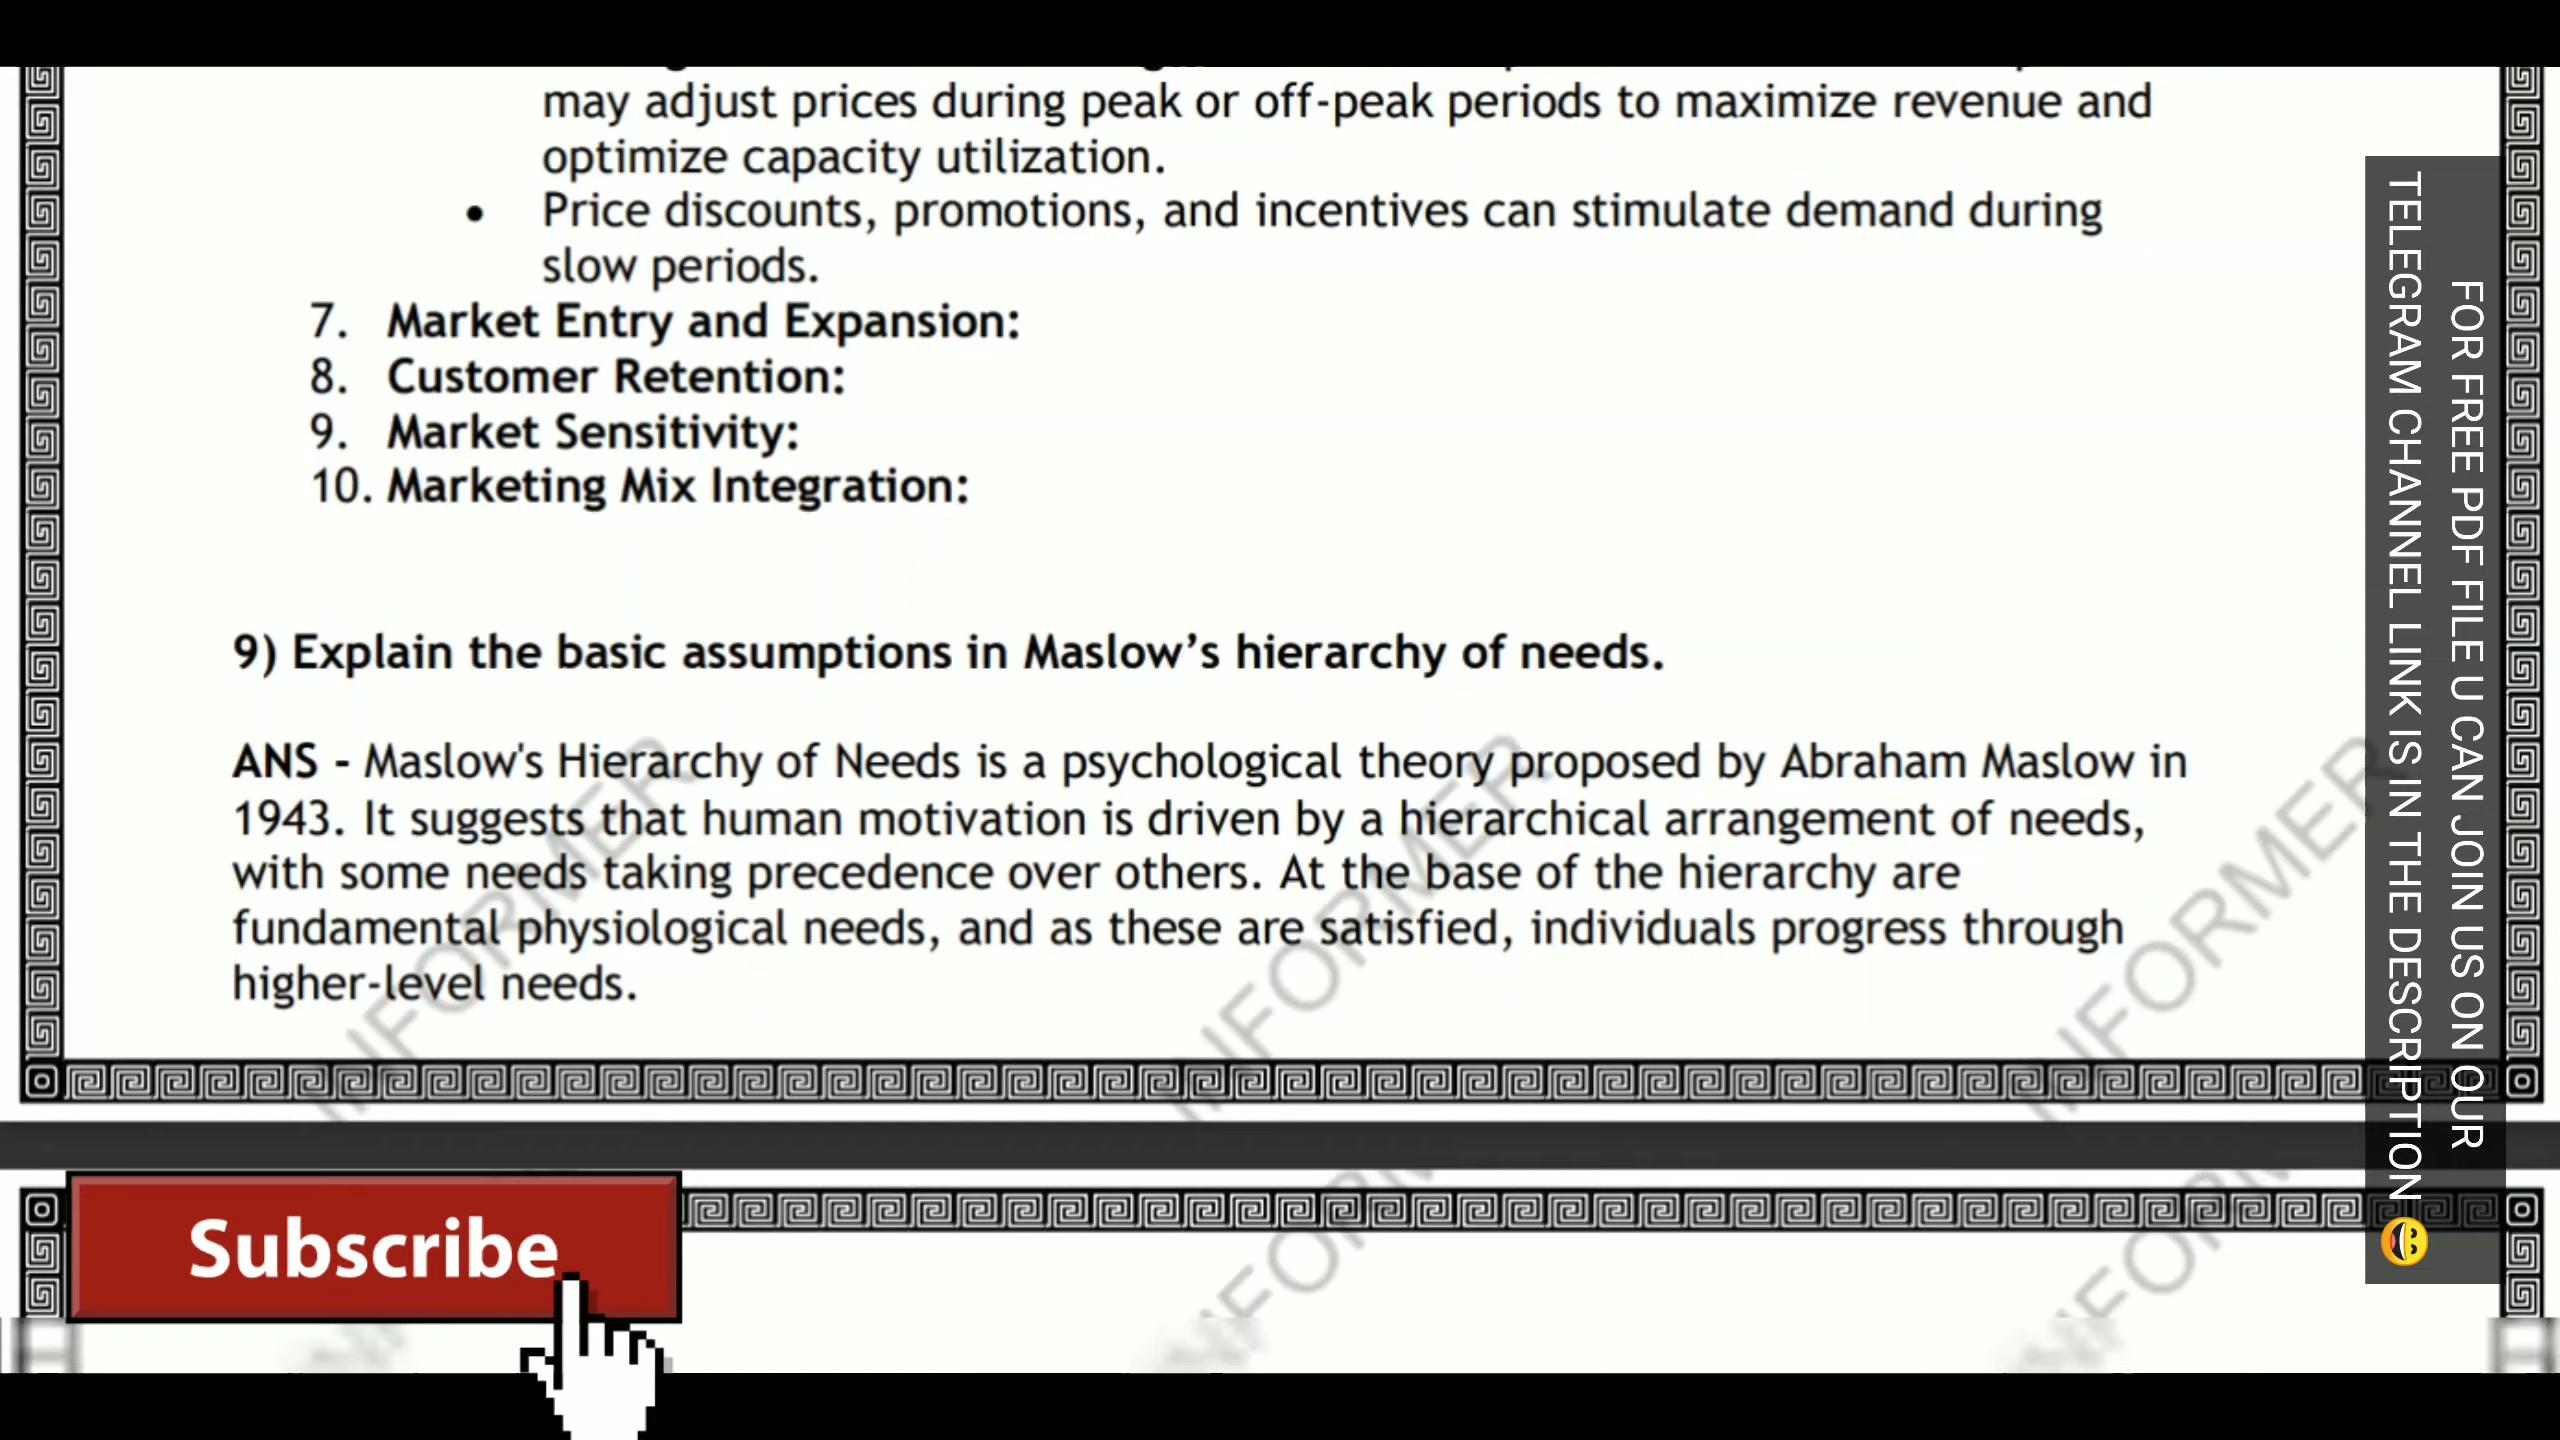 may adjust prices during peak or off-peak periods to maximize revenue and
optimize capacity utilization.
• Price discounts, promotions, and incentives can stimulate demand during
slow periods.
7. Market Entry and Expansion:
8. Customer Retention:
9. Market Sensitivity:
10. Marketing Mix Integration:
9) Explain the basic assumptions in Maslow’s hierarchy of needs.
ANS - Maslow's Hierarchy of Needs is a psychological theory proposed by Abraham Maslow in
1943. It suggests that human motivation is driven by a hierarchical arrangement of needs,
with some needs taking precedence over others. At the base of the hierarchy are
fundamental physiological needs, and as these are satisfied, individuals progress through
higher-level needs.
Subscribe
FOR FREE PDF FILE U CAN JOIN US ON OUR
TELEGRAM CHANNEL LINK IS IN THE DESCRIPTION 😄